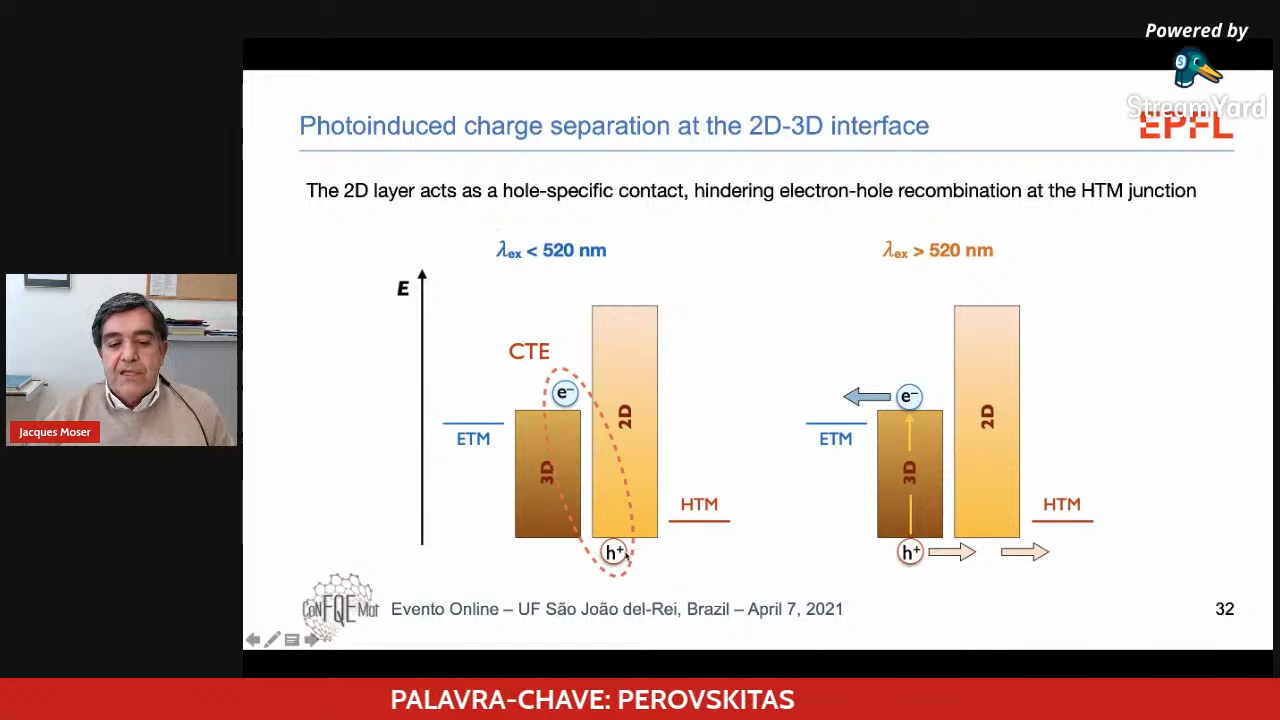 Powered by
StreamYard
Photoinduced charge separation at the 2D-3D interface
EPFL
The 2D layer acts as a hole-specific contact, hindering electron-hole recombination at the HTM junction
λex < 520 nm
λex > 520 nm
E
CTE
e–
2D
ETM
3D
HTM
h+
e–
2D
ETM
3D
HTM
h+
Jacques Moser
CoNFQEMat
Evento Online – UF São João del-Rei, Brazil – April 7, 2021
32
PALAVRA-CHAVE: PEROVSKITAS